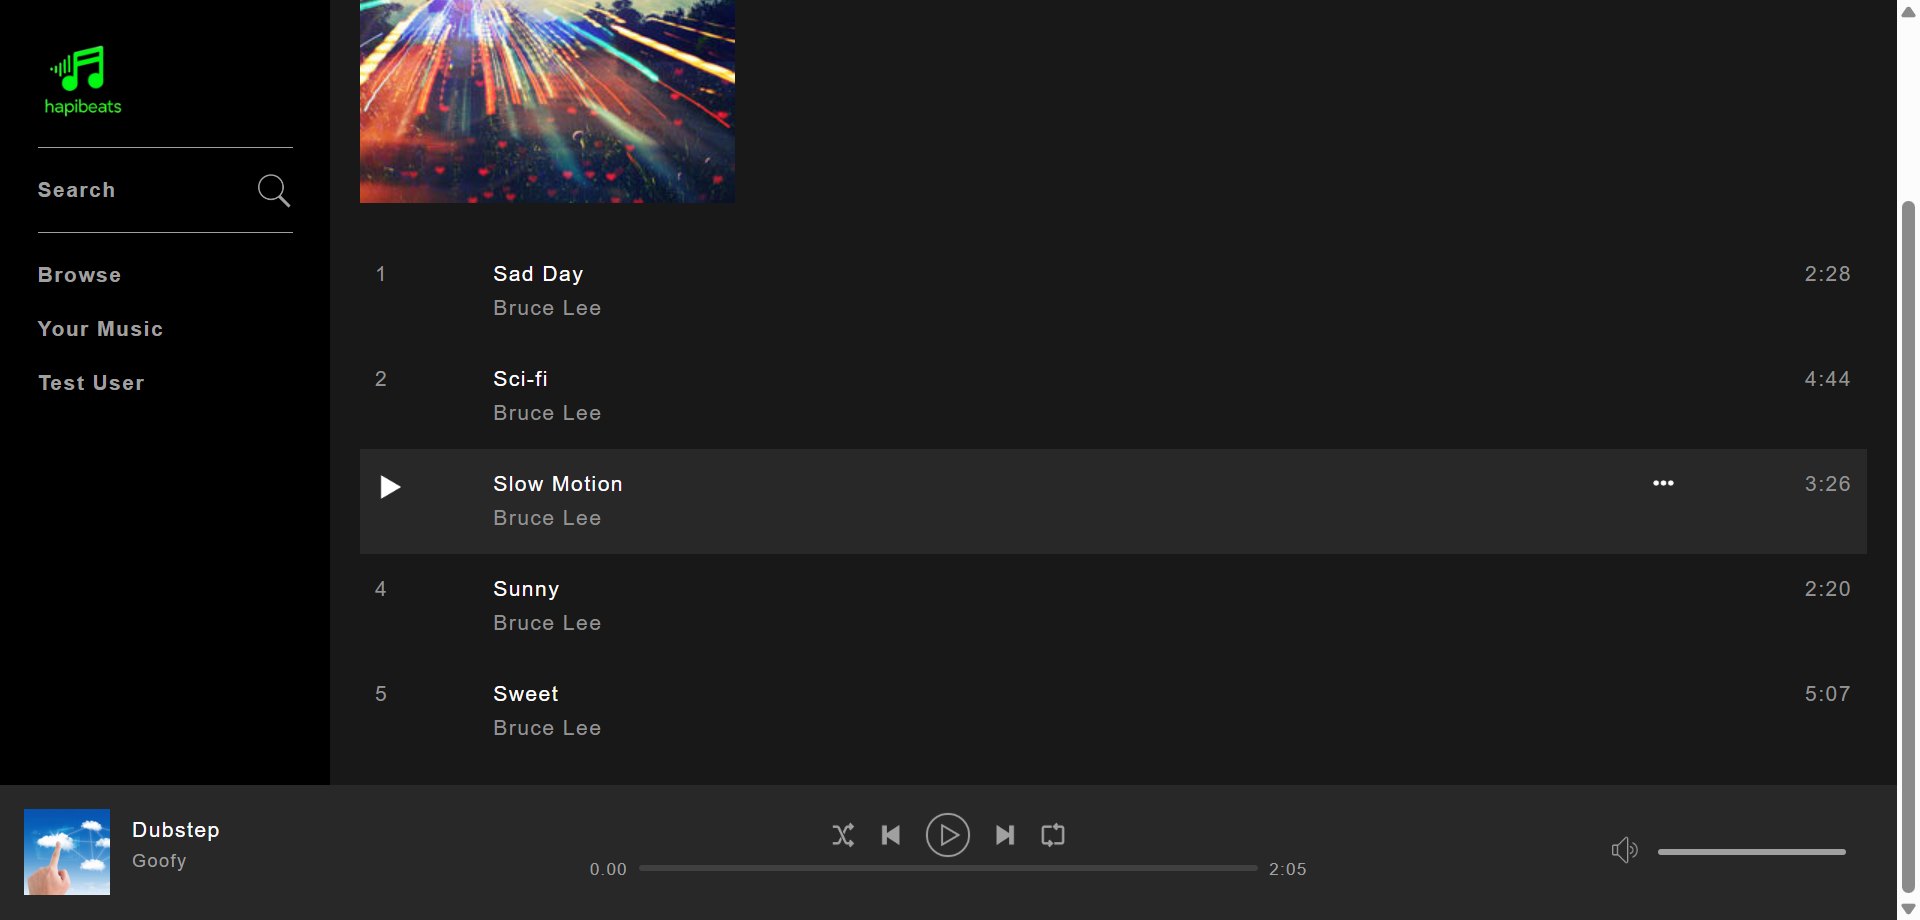 hapibeats
Search
Browse
Your Music
Test User
1 Sad Day 2:28
Bruce Lee
2 Sci-fi 4:44
Bruce Lee
Slow Motion ••• 3:26
Bruce Lee
4 Sunny 2:20
Bruce Lee
5 Sweet 5:07
Bruce Lee
Dubstep
Goofy
0.00 2:05